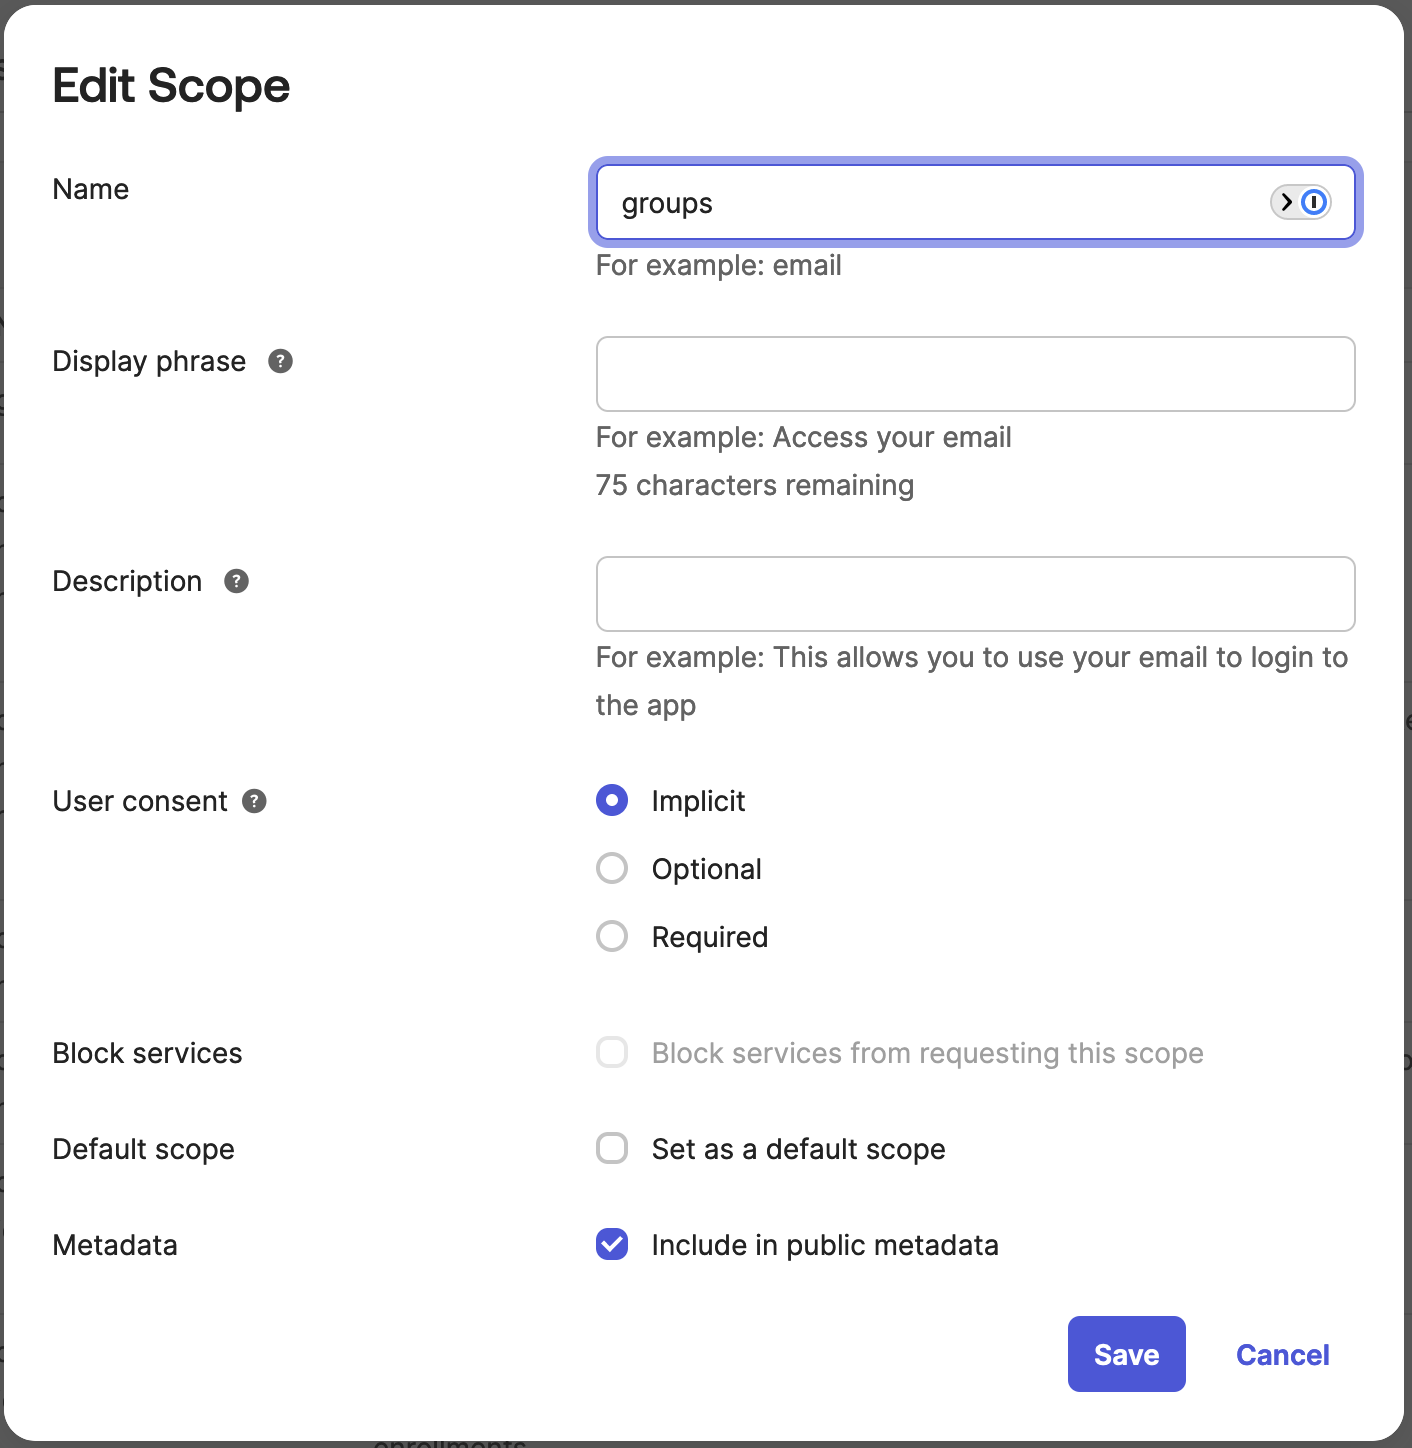 Edit Scope
Name
groups
For example: email
Display phrase
For example: Access your email
75 characters remaining
Description
For example: This allows you to use your email to login to
the app
User consent
Implicit
Optional
Required
Block services
Block services from requesting this scope
Default scope
Set as a default scope
Metadata
Include in public metadata
Save
Cancel
enrollments